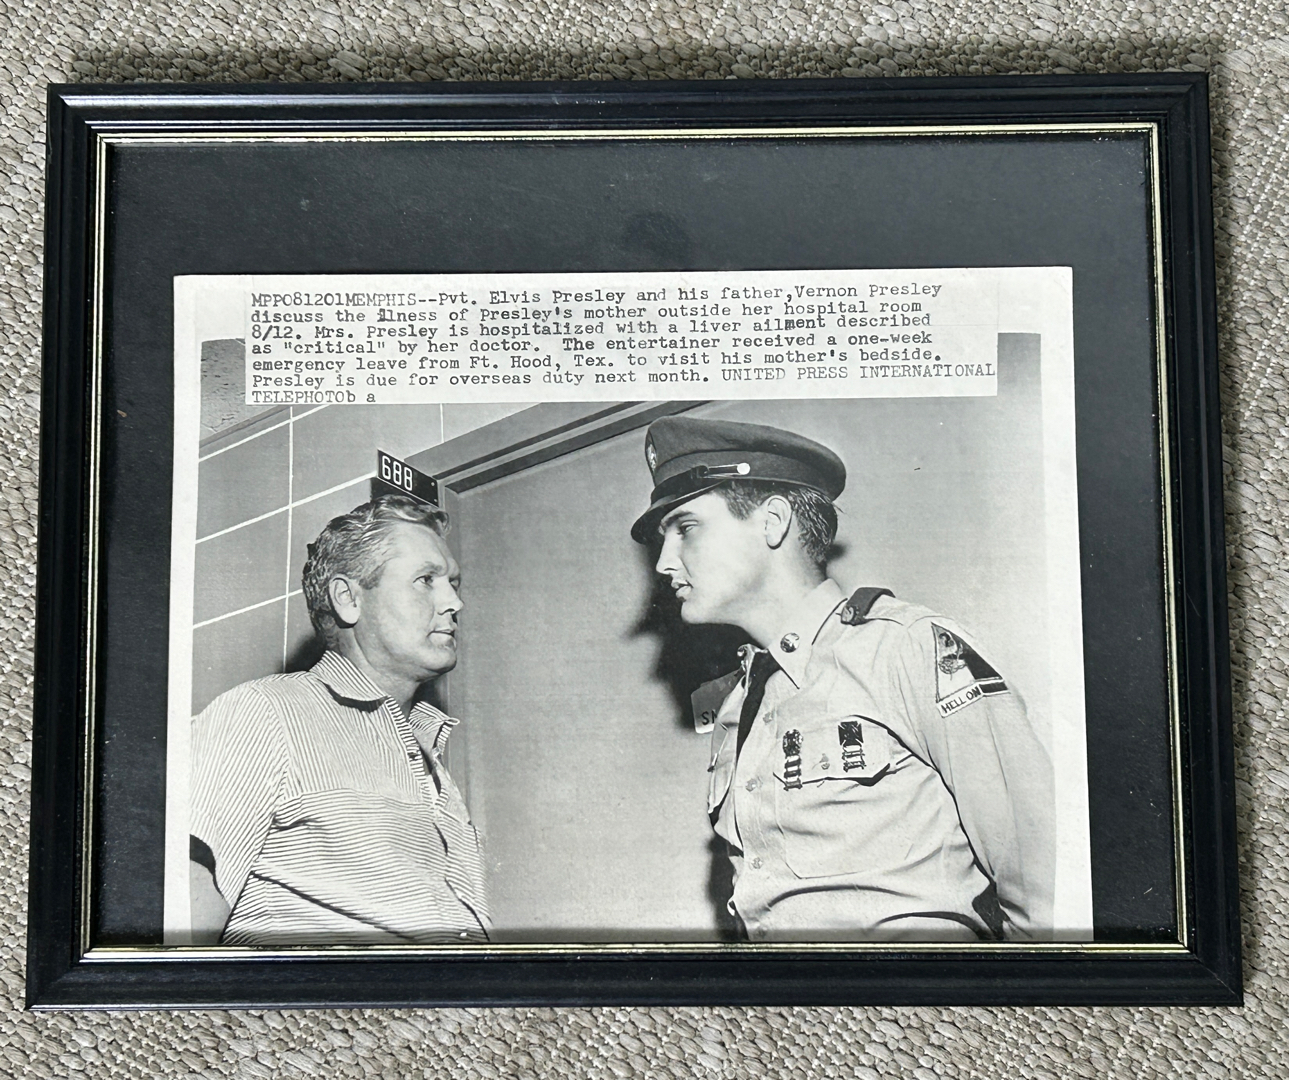 MPP081201MEMPHIS--Pvt. Elvis Presley and his father,Vernon Presley
discuss the ilness of Presley's mother outside her hospital room
8/12. Mrs. Presley is hospitalized with a liver ailment described
as "critical" by her doctor. The entertainer received a one-week
emergency leave from Ft. Hood, Tex. to visit his mother's bedside.
Presley is due for overseas duty next month. UNITED PRESS INTERNATIONAL
TELEPHOTOb a
688
2
HELL ON